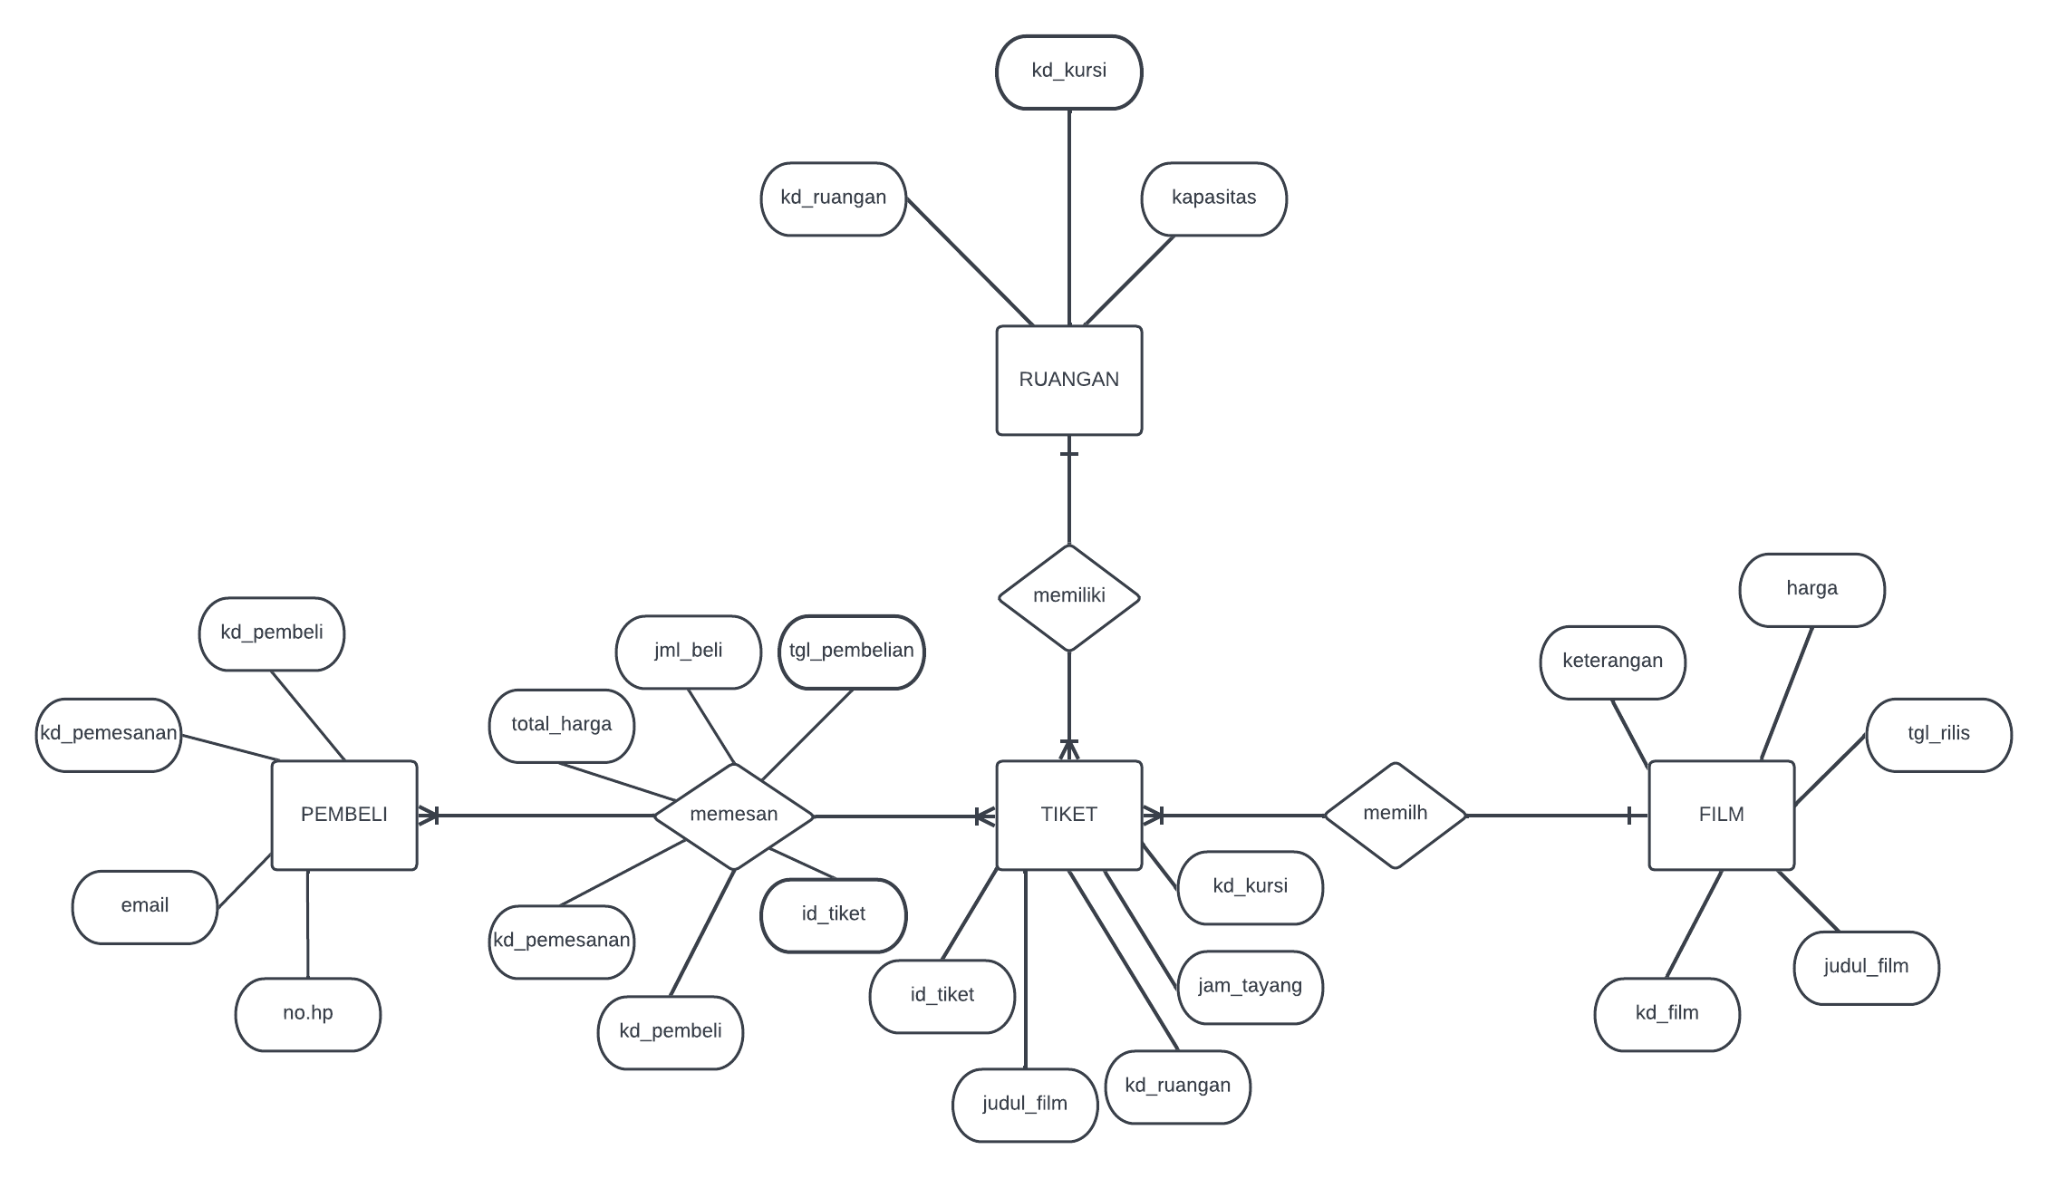 kd_kursi
kd_ruangan
kapasitas
RUANGAN
memiliki
harga
kd_pembeli
jml_beli
tgl_pembelian
keterangan
kd_pemesanan
total_harga
tgl_rilis
PEMBELI
memesan
TIKET
memilh
FILM
kd_kursi
email
id_tiket
kd_pemesanan
judul_film
jam_tayang
id_tiket
no.hp
kd_film
kd_pembeli
kd_ruangan
judul_film